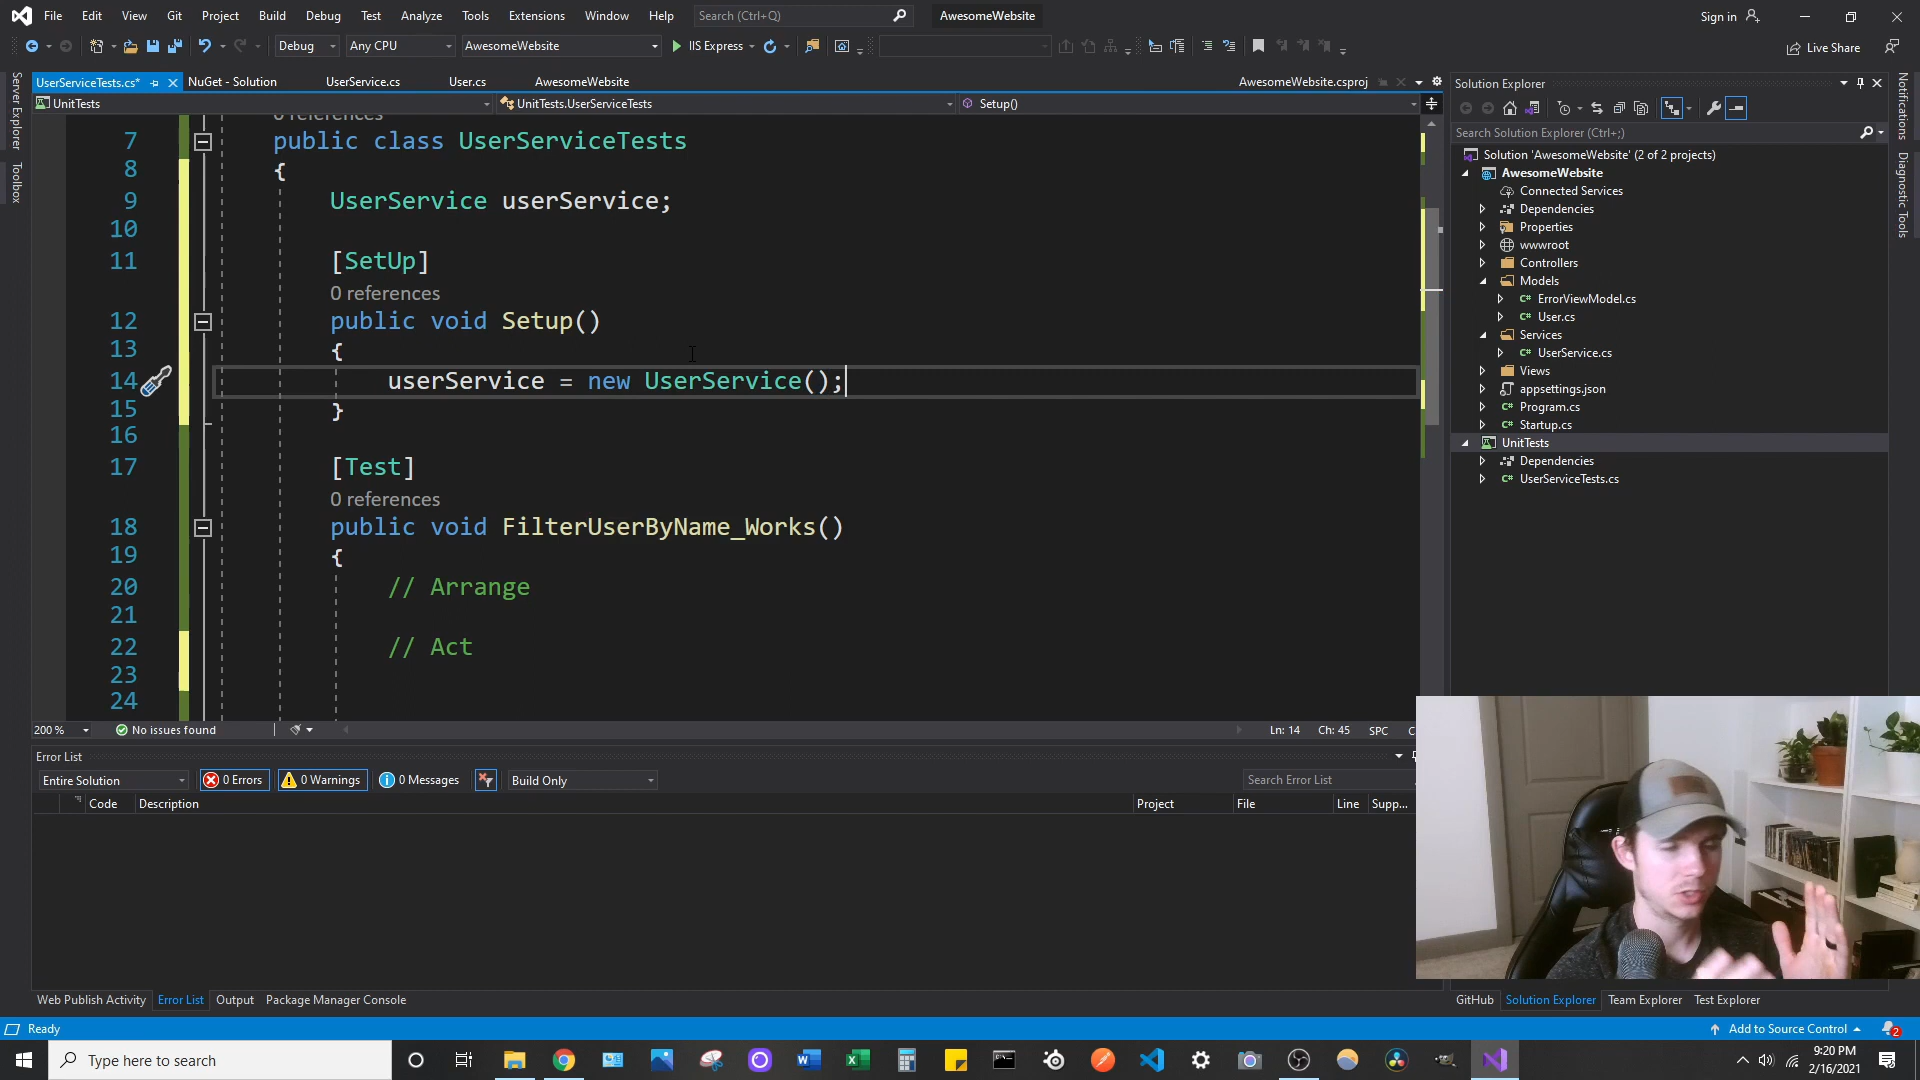 File Edit View Git Project Build Debug Test Analyze Tools Extensions Window Help Search (Ctrl+Q) AwesomeWebsite Sign in
Debug Any CPU AwesomeWebsite IIS Express Live Share
UserServiceTests.cs* NuGet - Solution UserService.cs User.cs AwesomeWebsite AwesomeWebsite.csproj
UnitTests UnitTests.UserServiceTests Setup()
Server Explorer
Toolbox
7 public class UserServiceTests
8 {
9 UserService userService;
10
11 [SetUp]
0 references
12 public void Setup()
13 {
14 userService = new UserService();
15 }
16
17 [Test]
0 references
18 public void FilterUserByName_Works()
19 {
20 // Arrange
21
22 // Act
23
24
200 % No issues found Ln: 14 Ch: 45 SPC
Error List
Entire Solution 0 Errors 0 Warnings 0 Messages Build Only Search Error List
Code Description Project File Line Supp...
Web Publish Activity Error List Output Package Manager Console
Solution Explorer
Search Solution Explorer (Ctrl+;)
Solution 'AwesomeWebsite' (2 of 2 projects)
AwesomeWebsite
Connected Services
Dependencies
Properties
wwwroot
Controllers
Models
ErrorViewModel.cs
User.cs
Services
UserService.cs
Views
appsettings.json
Program.cs
Startup.cs
UnitTests
Dependencies
UserServiceTests.cs
Notifications
Diagnostic Tools
GitHub Solution Explorer Team Explorer Test Explorer
Ready Add to Source Control 2
Type here to search
9:20 PM
2/16/2021